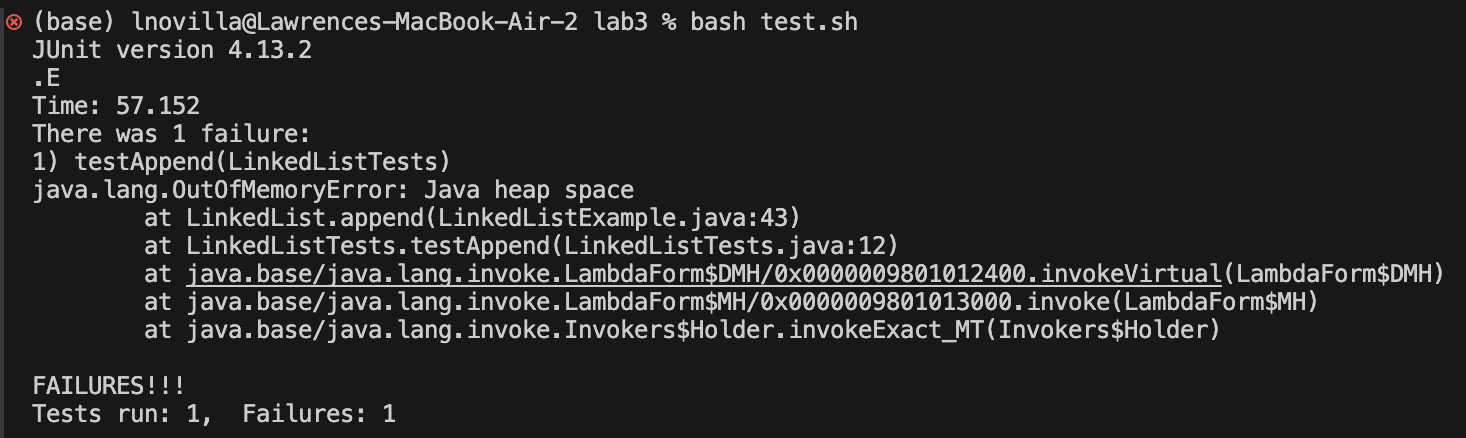 (base) lnovilla@Lawrences-MacBook-Air-2 lab3 % bash test.sh
JUnit version 4.13.2
.E
Time: 57.152
There was 1 failure:
1) testAppend(LinkedListTests)
java.lang.OutOfMemoryError: Java heap space
        at LinkedList.append(LinkedListExample.java:43)
        at LinkedListTests.testAppend(LinkedListTests.java:12)
        at java.base/java.lang.invoke.LambdaForm$DMH/0x0000009801012400.invokeVirtual(LambdaForm$DMH)
        at java.base/java.lang.invoke.LambdaForm$MH/0x0000009801013000.invoke(LambdaForm$MH)
        at java.base/java.lang.invoke.Invokers$Holder.invokeExact_MT(Invokers$Holder)
FAILURES!!!
Tests run: 1,  Failures: 1